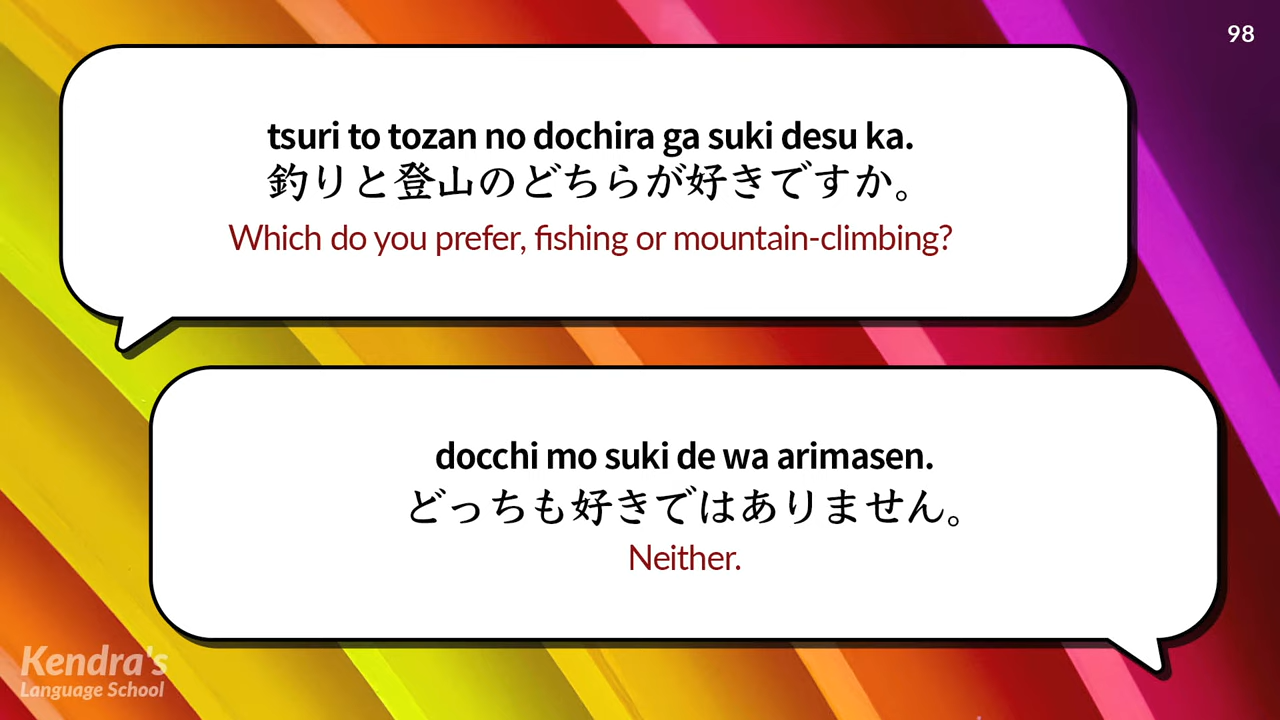 98
tsuri to tozan no dochira ga suki desu ka.
釣りと登山のどちらが好きですか。
Which do you prefer, fishing or mountain-climbing?
docchi mo suki de wa arimasen.
どっちも好きではありません。
Neither.
Kendra's
Language School